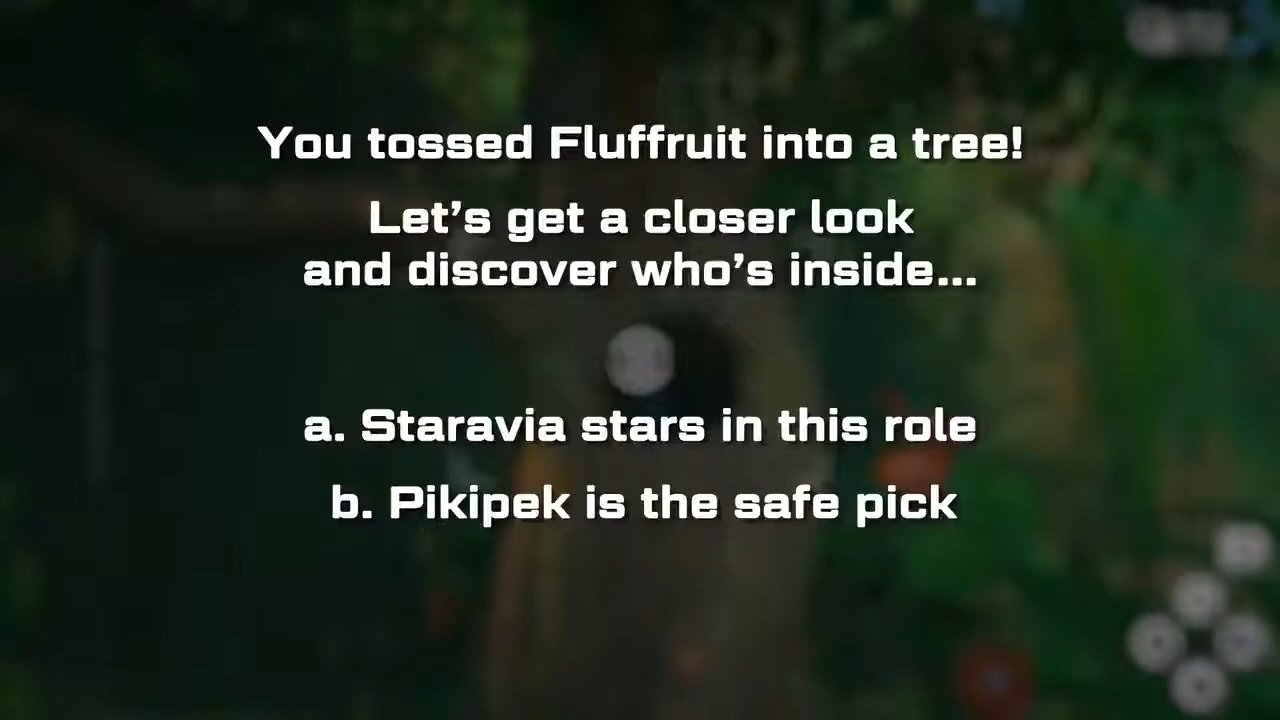 You tossed Fluffruit into a tree!
Let’s get a closer look
and discover who’s inside...
a. Staravia stars in this role
b. Pikipek is the safe pick